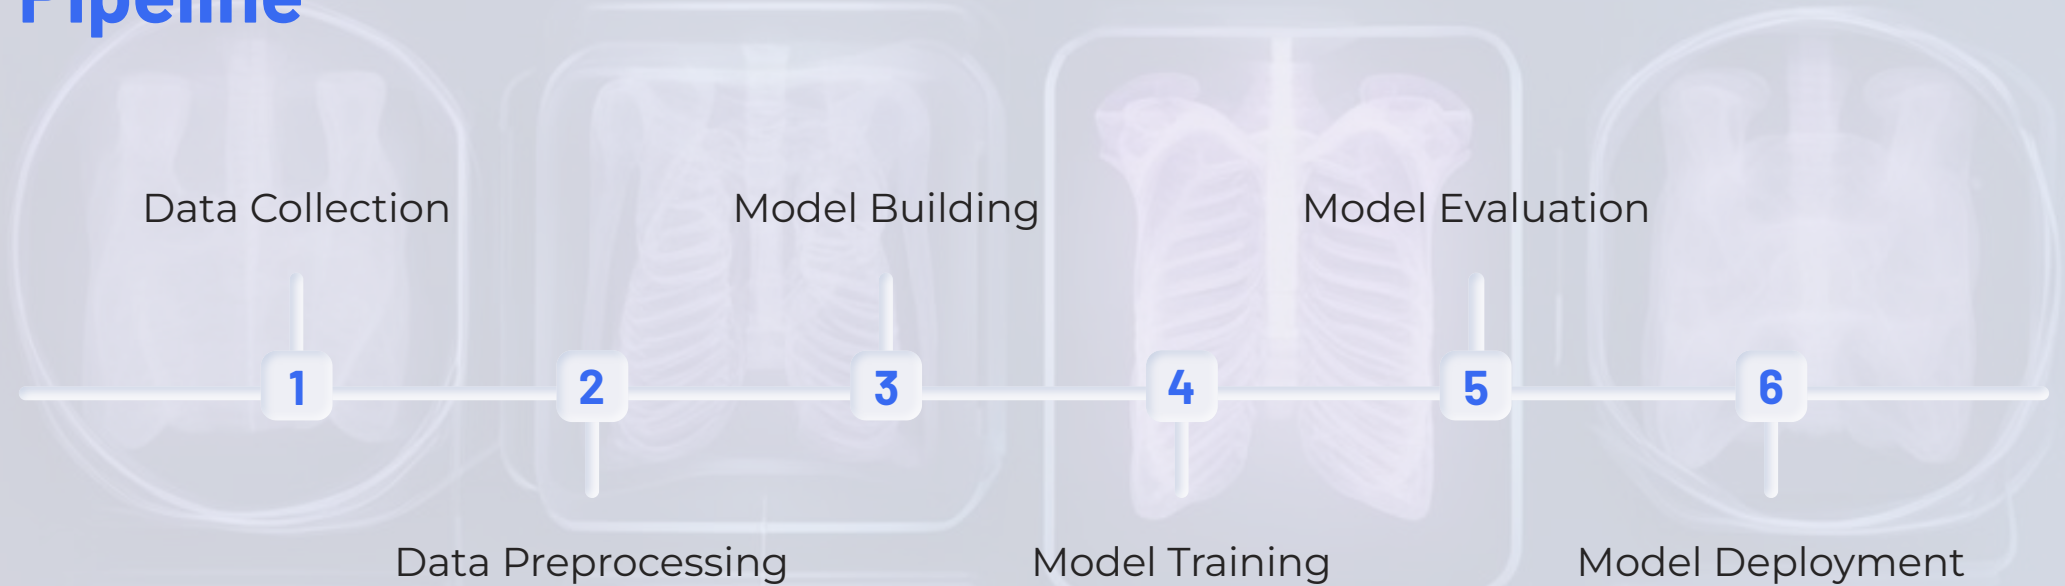 Pipeline
Data Collection
Model Building
Model Evaluation
1
2
3
4
5
6
Data Preprocessing
Model Training
Model Deployment